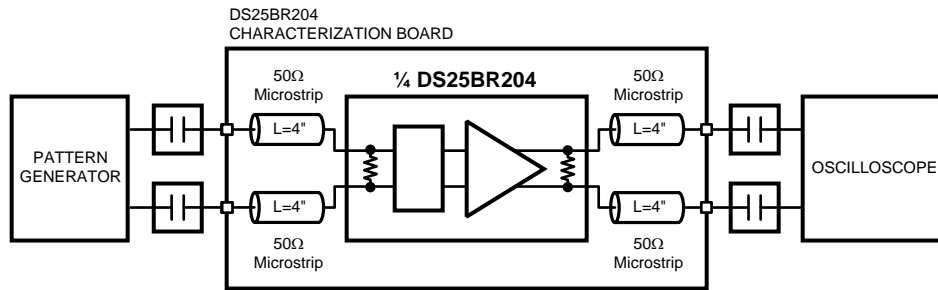 DS25BR204
CHARACTERIZATION BOARD
50Ω
Microstrip
¼ DS25BR204
50Ω
Microstrip
L=4"
L=4"
PATTERN
GENERATOR
OSCILLOSCOPE
L=4"
L=4"
50Ω
Microstrip
50Ω
Microstrip